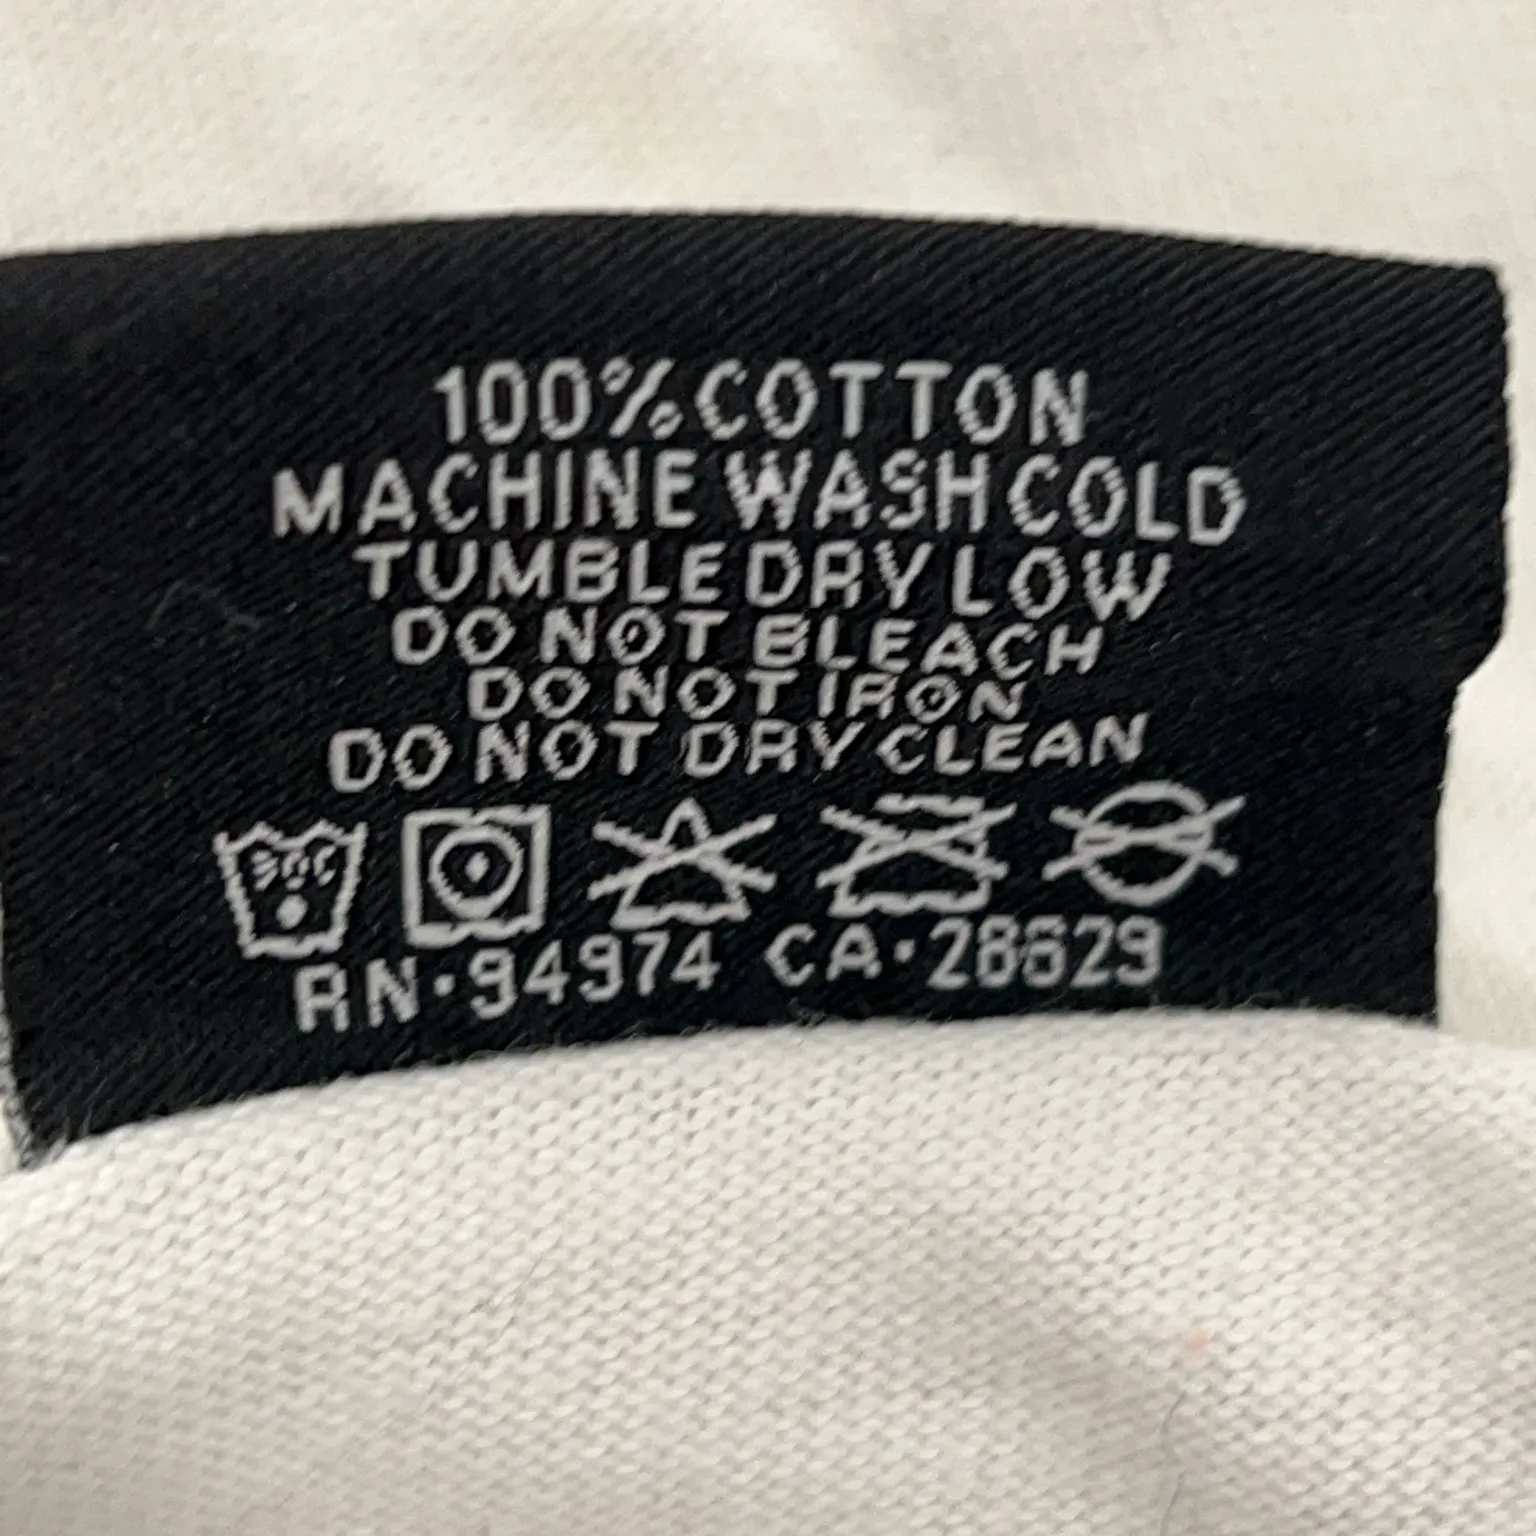 100% COTTON
MACHINE WASH COLD
TUMBLE DRY LOW
DO NOT BLEACH
DO NOT IRON
DO NOT DRY CLEAN
30C
RN·94974 CA·28629